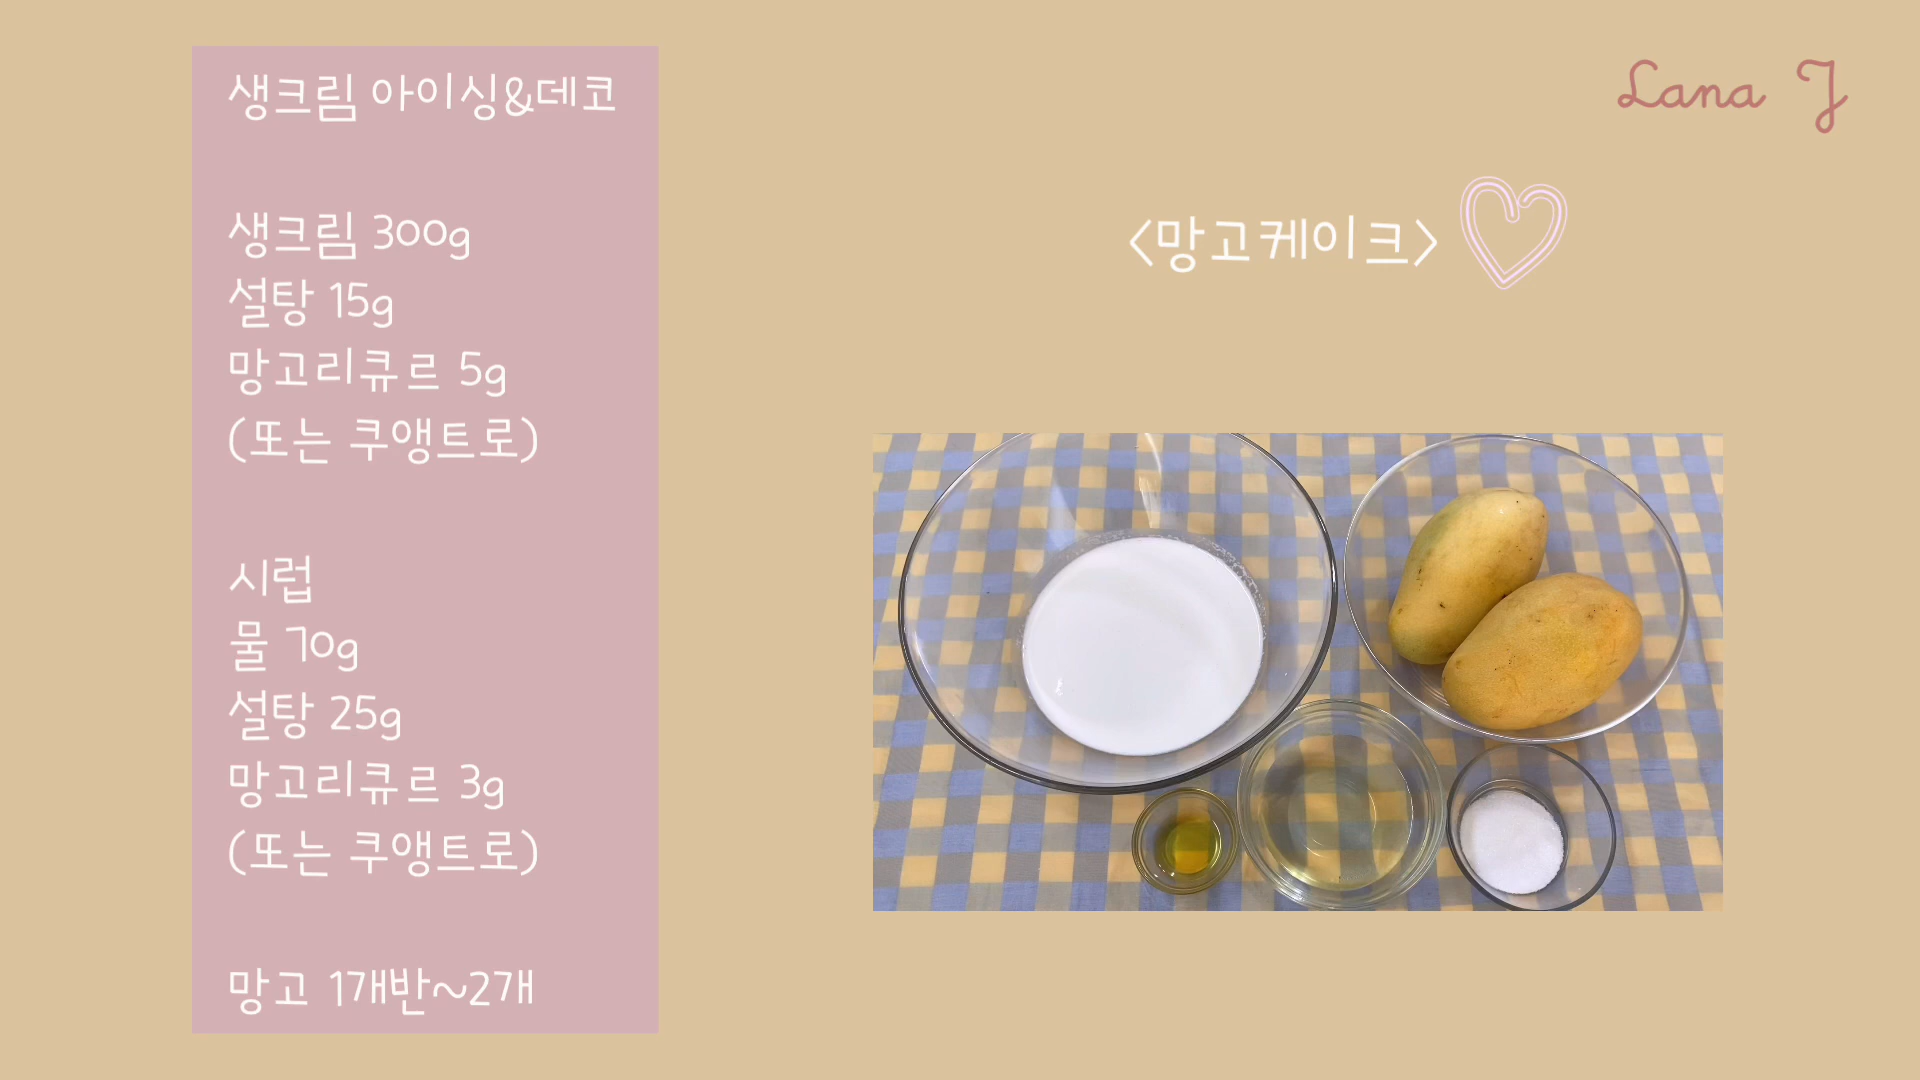 생크림 아이싱&데코
생크림 300g
설탕 15g
망고리큐르 5g
(또는 쿠앵트로)
시럽
물 70g
설탕 25g
망고리큐르 3g
(또는 쿠앵트로)
망고 1개반~2개
Lana J
<망고케이크>